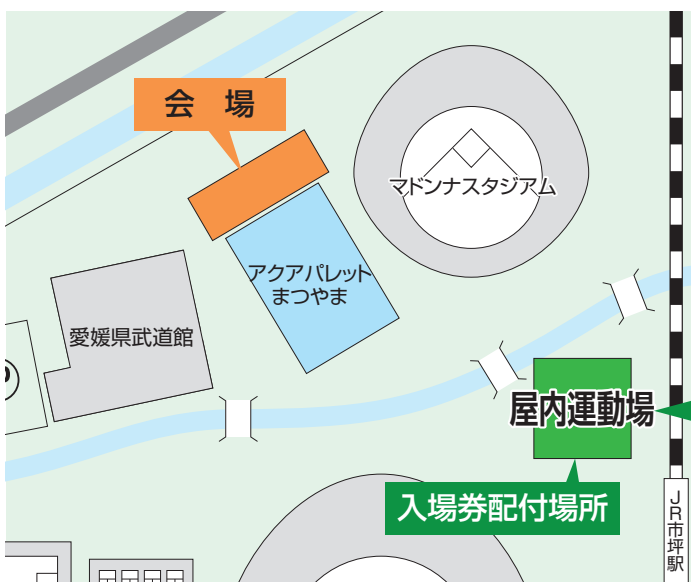 会 場
マドンナスタジアム
アクアパレット
まつやま
愛媛県武道館
屋内運動場
入場券配付場所
JR市坪駅